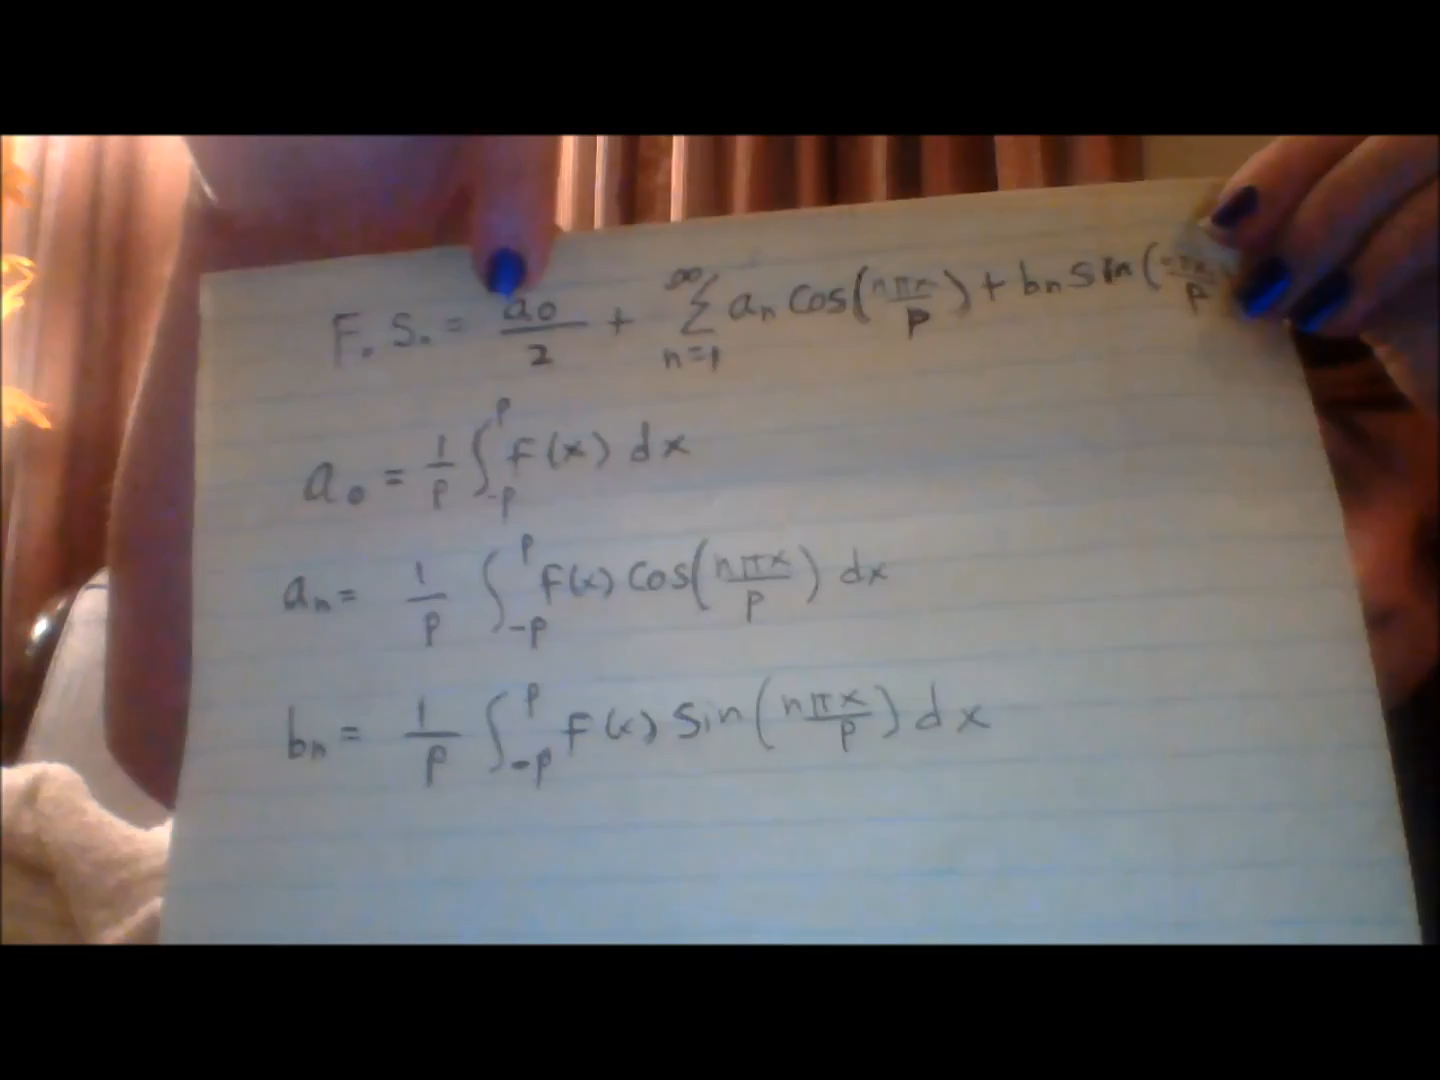 F. S. = a₀/2 + ∑_{n=1}^{∞} aₙ cos(nπx/p) + bₙ sin(nπx/p
a₀ = 1/p ∫_{-p}^{p} f(x) dx
aₙ = 1/p ∫_{-p}^{p} f(x) cos(nπx/p) dx
bₙ = 1/p ∫_{-p}^{p} f(x) sin(nπx/p) dx